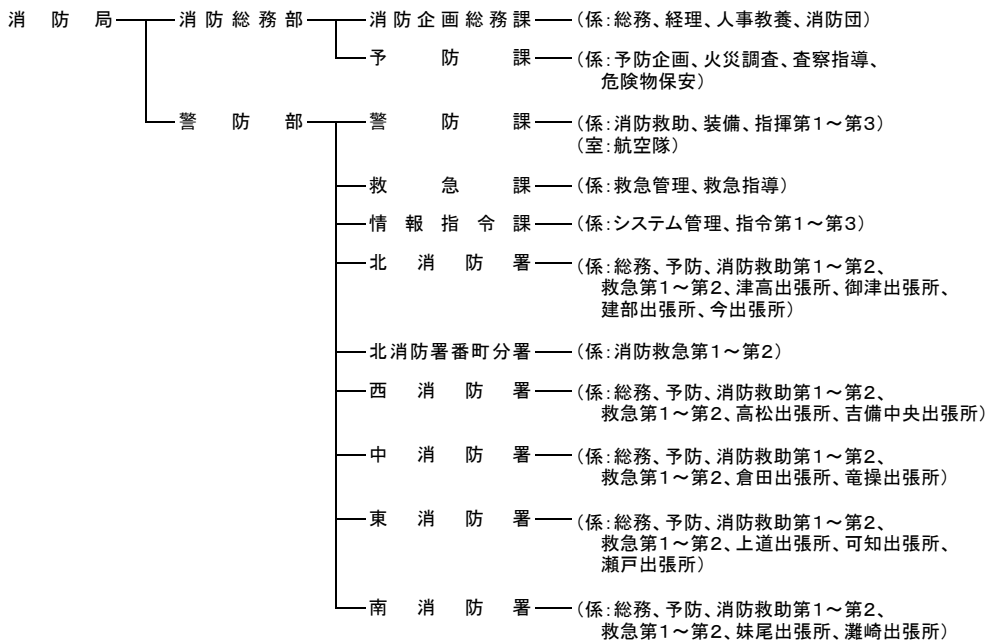 消防局 消防総務部 消防企画総務課 (係:総務、経理、人事教養、消防団)
予防課 (係:予防企画、火災調査、査察指導、
危険物保安)
警防部 警防課 (係:消防救助、装備、指揮第1～第3)
(室:航空隊)
救急課 (係:救急管理、救急指導)
情報指令課 (係:システム管理、指令第1～第3)
北消防署 (係:総務、予防、消防救助第1～第2、
救急第1～第2、津高出張所、御津出張所、
建部出張所、今出張所)
北消防署番町分署 (係:消防救急第1～第2)
西消防署 (係:総務、予防、消防救助第1～第2、
救急第1～第2、高松出張所、吉備中央出張所)
中消防署 (係:総務、予防、消防救助第1～第2、
救急第1～第2、倉田出張所、竜操出張所)
東消防署 (係:総務、予防、消防救助第1～第2、
救急第1～第2、上道出張所、可知出張所、
瀬戸出張所)
南消防署 (係:総務、予防、消防救助第1～第2、
救急第1～第2、妹尾出張所、灘崎出張所)